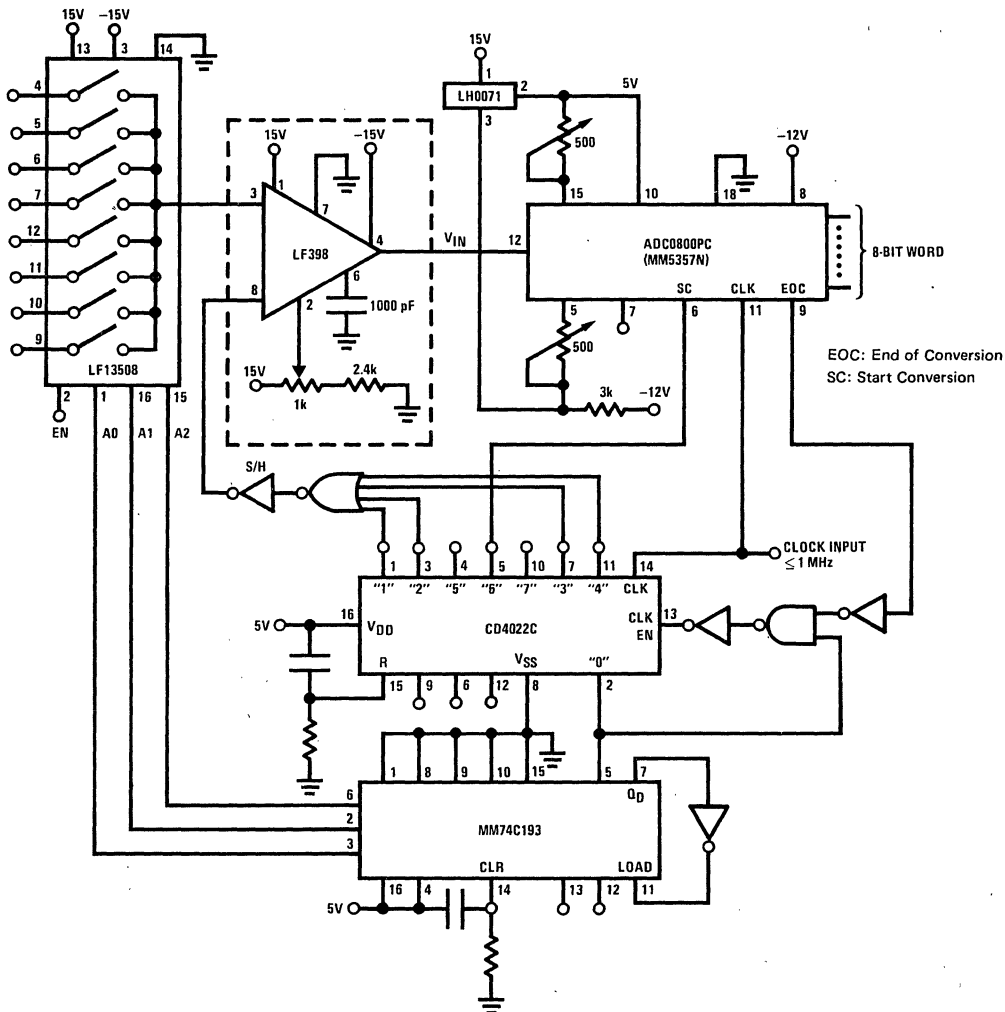 15V
–15V
13
3
14
4
5
6
7
12
11
10
9
LF13508
2
1
16
15
EN
A0
A1
A2
15V
–15V
1
7
3
4
LF398
8
2
6
1000 pF
15V
1k
2.4k
VIN
15V
1
LH0071
2
3
5V
500
–12V
15
10
18
8
12
ADC0800PC
(MM5357N)
8-BIT WORD
SC
CLK
EOC
5
7
6
11
9
500
3k
–12V
EOC: End of Conversion
SC: Start Conversion
S/H
CLOCK INPUT
≤ 1 MHz
1
3
4
5
10
7
11
14
"1"
"2"
"5"
"6"
"7"
"3"
"4"
CLK
5V
16
VDD
CD4022C
CLK
EN
13
R
VSS
"0"
15
9
6
12
8
2
1
8
9
10
15
5
7
QD
6
2
3
MM74C193
CLR
LOAD
5V
16
4
14
13
12
11